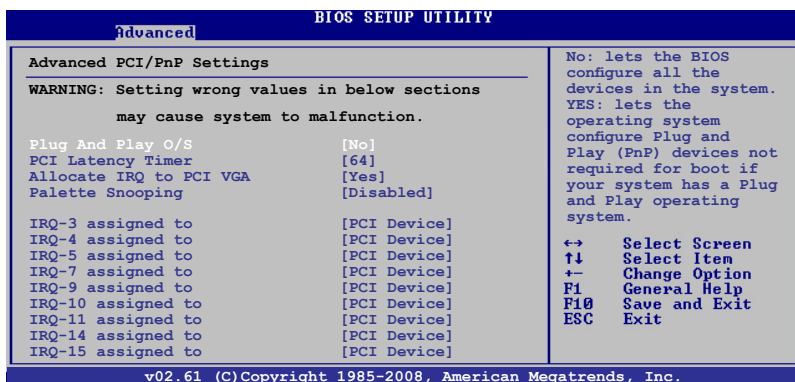 BIOS SETUP UTILITY
Advanced
Advanced PCI/PnP Settings
WARNING: Setting wrong values in below sections
may cause system to malfunction.
Plug And Play O/S [No]
PCI Latency Timer [64]
Allocate IRQ to PCI VGA [Yes]
Palette Snooping [Disabled]
IRQ-3 assigned to [PCI Device]
IRQ-4 assigned to [PCI Device]
IRQ-5 assigned to [PCI Device]
IRQ-7 assigned to [PCI Device]
IRQ-9 assigned to [PCI Device]
IRQ-10 assigned to [PCI Device]
IRQ-11 assigned to [PCI Device]
IRQ-14 assigned to [PCI Device]
IRQ-15 assigned to [PCI Device]
No: lets the BIOS
configure all the
devices in the system.
YES: lets the
operating system
configure Plug and
Play (PnP) devices not
required for boot if
your system has a Plug
and Play operating
system.
←→ Select Screen
↑↓ Select Item
+- Change Option
F1 General Help
F10 Save and Exit
ESC Exit
v02.61 (C)Copyright 1985-2008, American Megatrends, Inc.